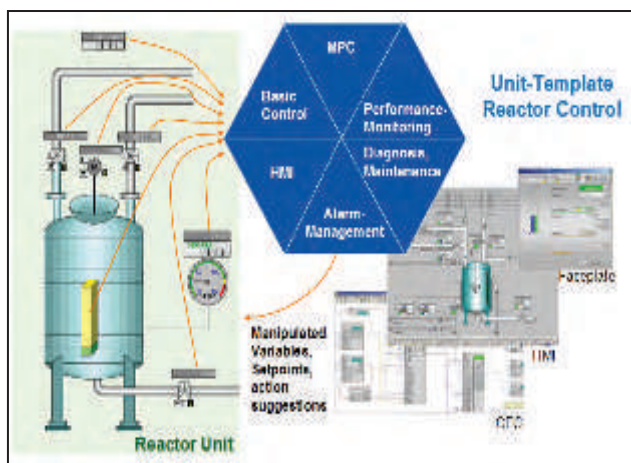 MPC
Unit-Template
Reactor Control
Basic
Control
Performance-
Monitoring
HMI
Diagnosis,
Maintenance
Alarm-
Management
Faceplate
Manipulated
Variables,
Setpoints,
action
suggestions
HMI
CFC
Reactor Unit